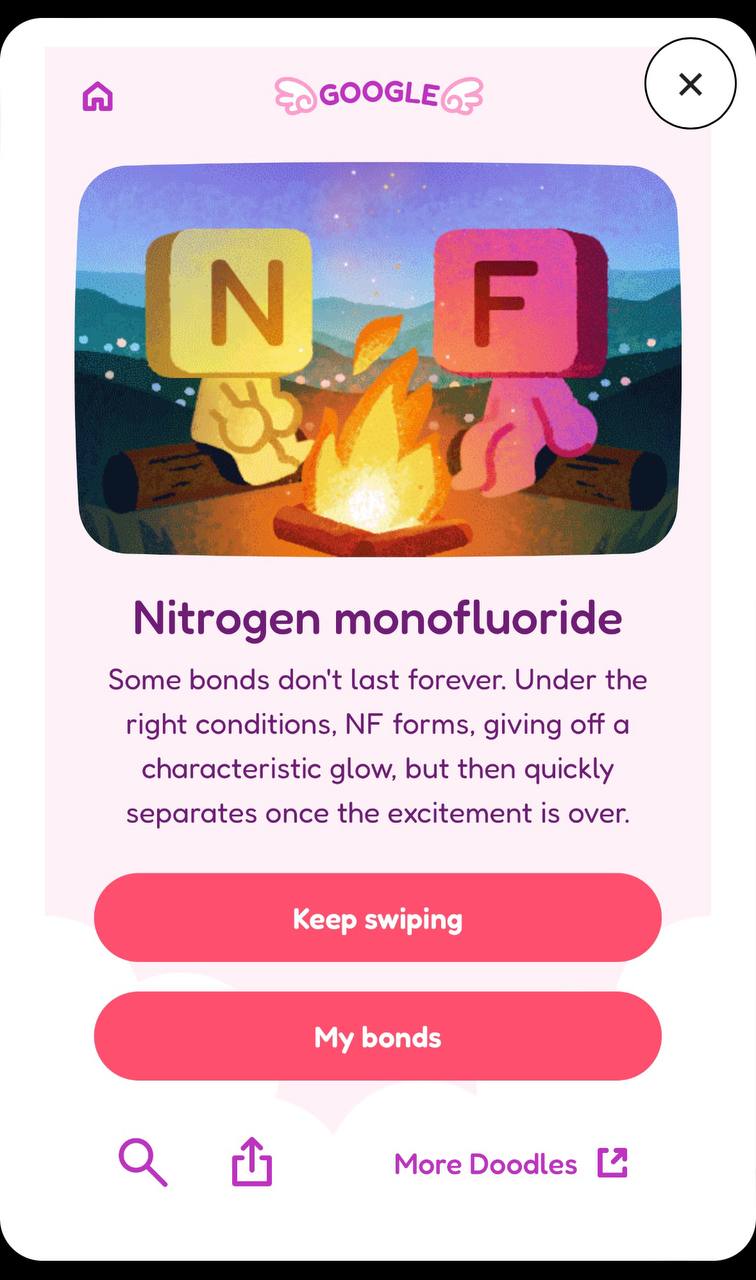 GOOGLE
N
F
Nitrogen monofluoride
Some bonds don't last forever. Under the
right conditions, NF forms, giving off a
characteristic glow, but then quickly
separates once the excitement is over.
Keep swiping
My bonds
More Doodles